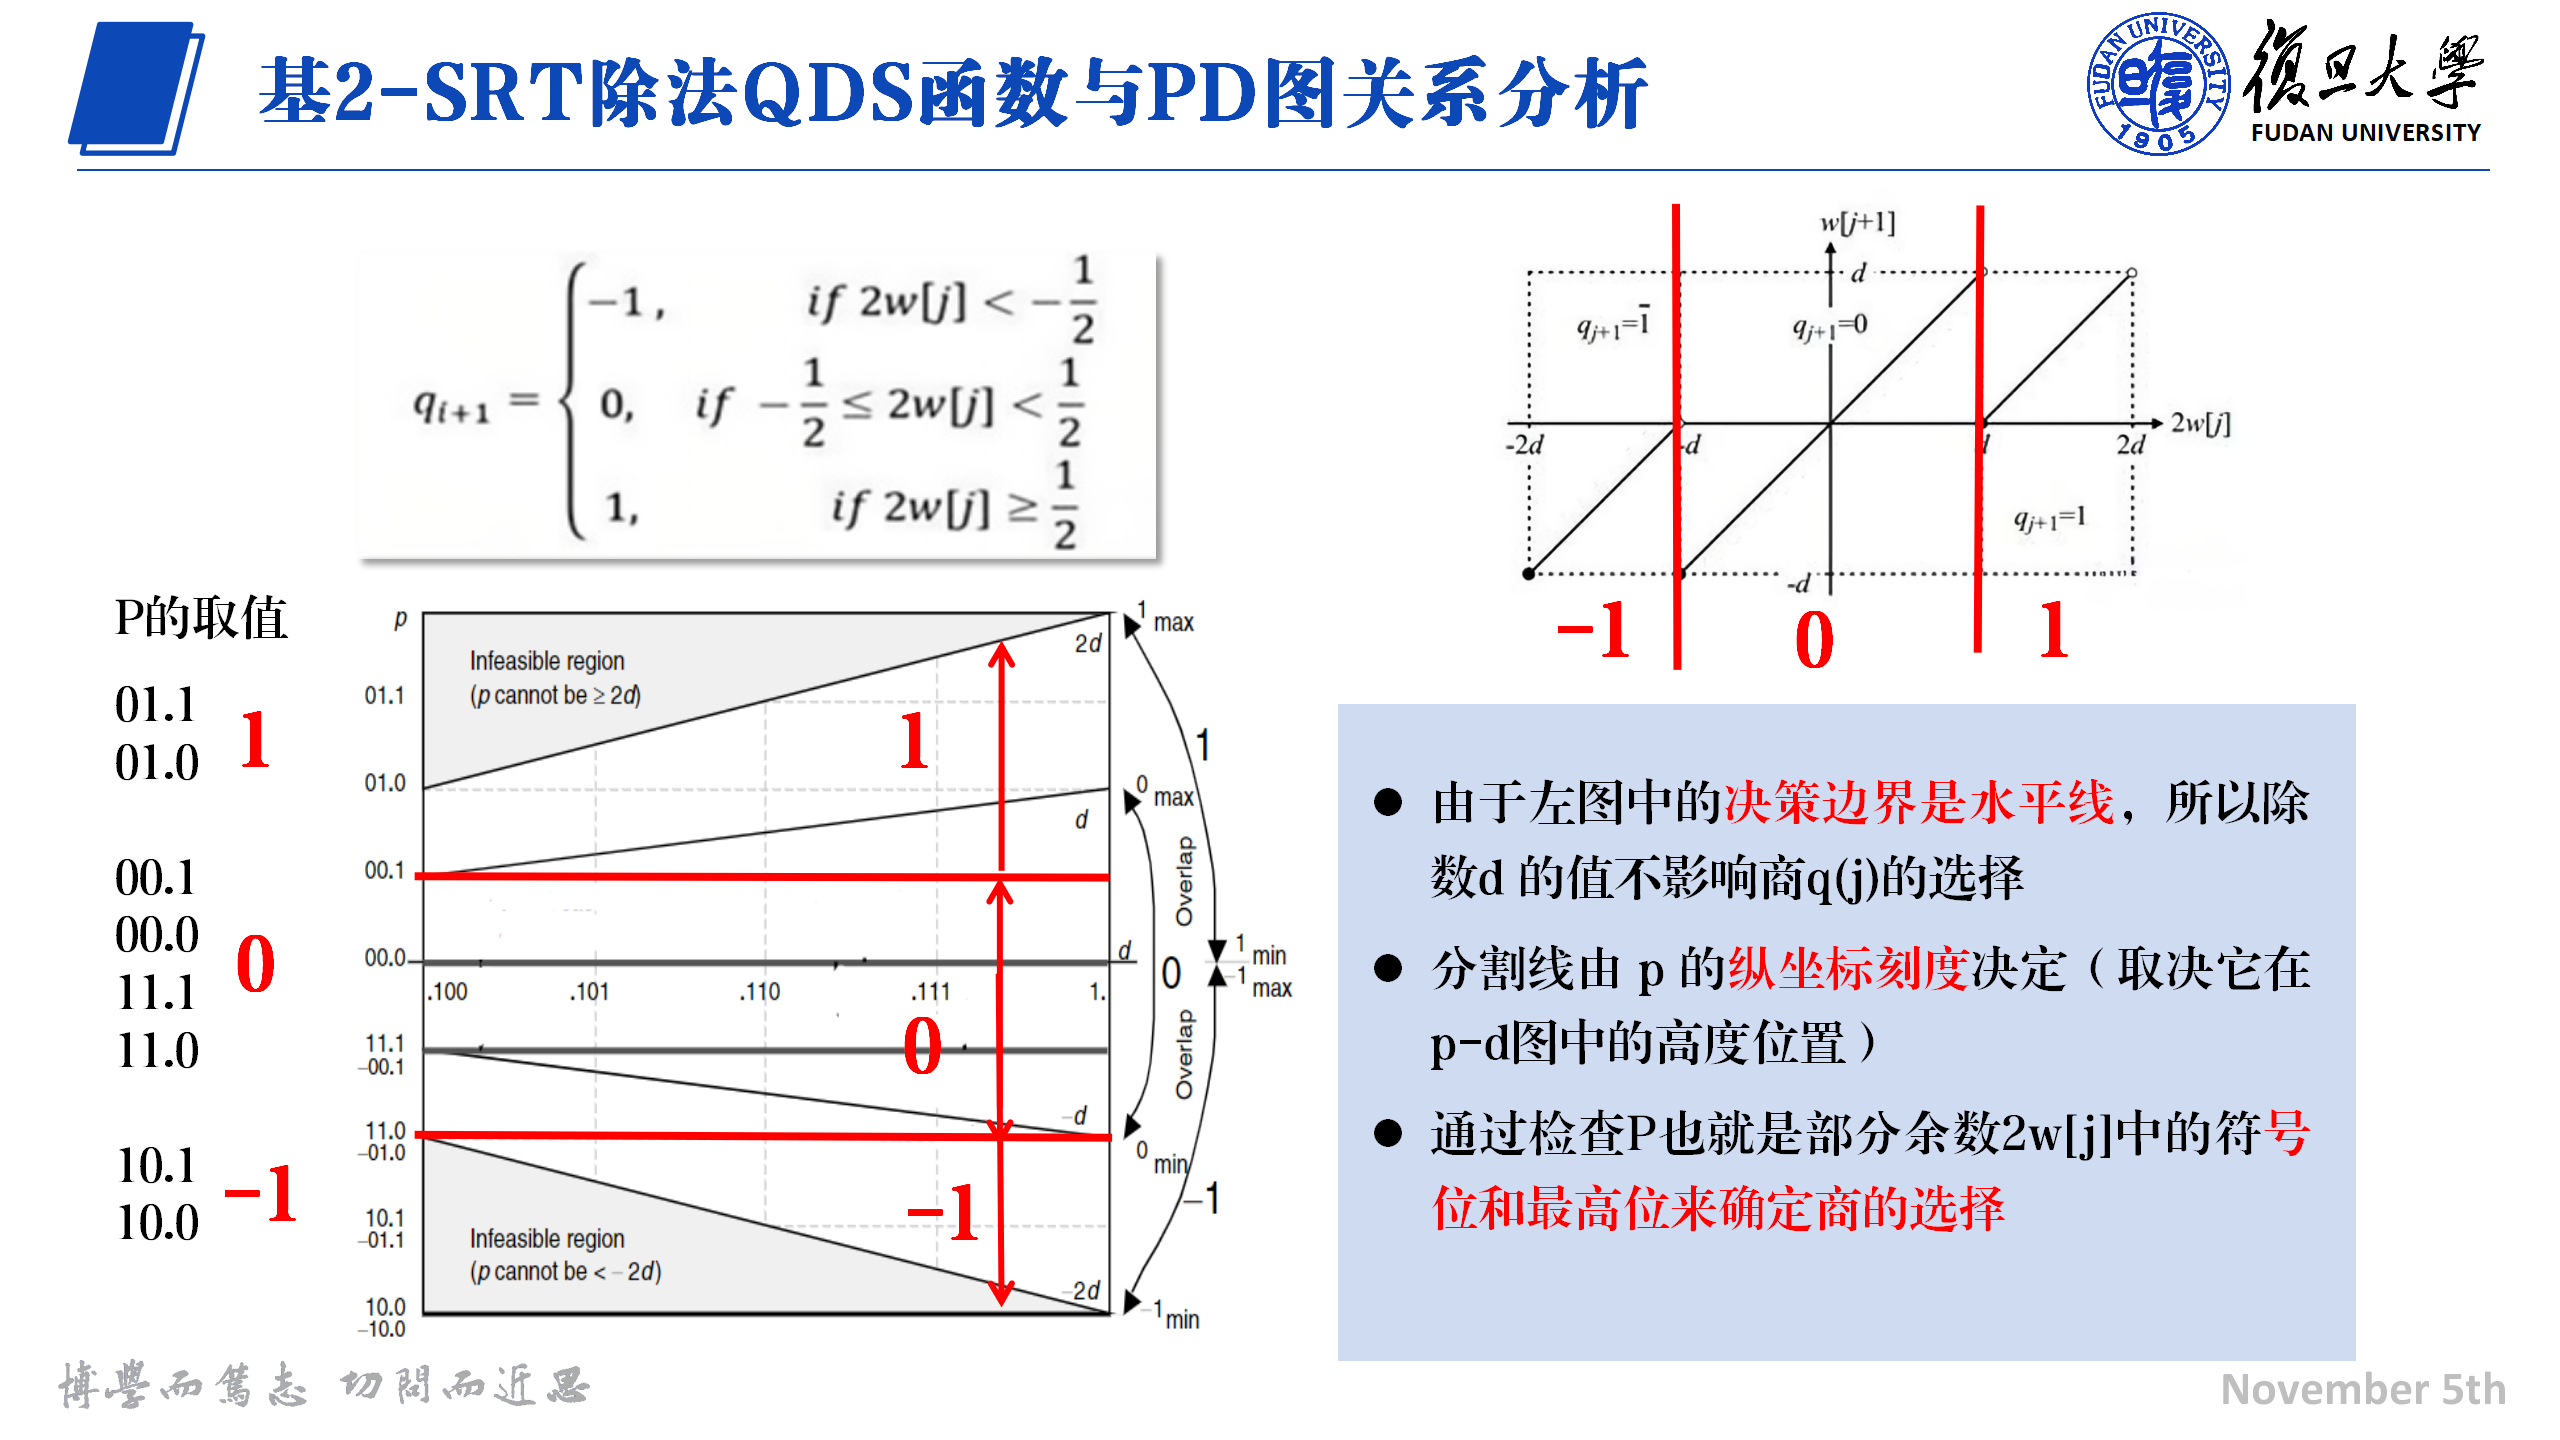 基2-SRT除法QDS函数与PD图关系分析
FUDAN UNIVERSITY
1905
復旦大學
FUDAN UNIVERSITY
q_{i+1} = { -1, if 2w[j] < -1/2
0, if -1/2 ≤ 2w[j] < 1/2
1, if 2w[j] ≥ 1/2
w[j+1]
d
q_{j+1}=1̄
q_{j+1}=0
-2d
-d
2d
2w[j]
q_{j+1}=1
-d
-1
0
1
P的取值
01.1
01.0
1
00.1
00.0
11.1
11.0
0
10.1
10.0
-1
p
Infeasible region
(p cannot be ≥ 2d)
2d
01.1
1
01.0
d
00.1
00.0
d
.100
.101
.110
.111
1.
0
11.1
–00.1
–d
11.0
–01.0
-1
10.1
–01.1
Infeasible region
(p cannot be < – 2d)
–2d
10.0
–10.0
1 max
1
0 max
Overlap
0
1 min
–1 max
Overlap
0 min
–1
–1 min
● 由于左图中的决策边界是水平线，所以除
数d 的值不影响商q(j)的选择
● 分割线由 p 的纵坐标刻度决定（取决它在
p-d图中的高度位置）
● 通过检查P也就是部分余数2w[j]中的符号
位和最高位来确定商的选择
博學而篤志 切問而近思
November 5th